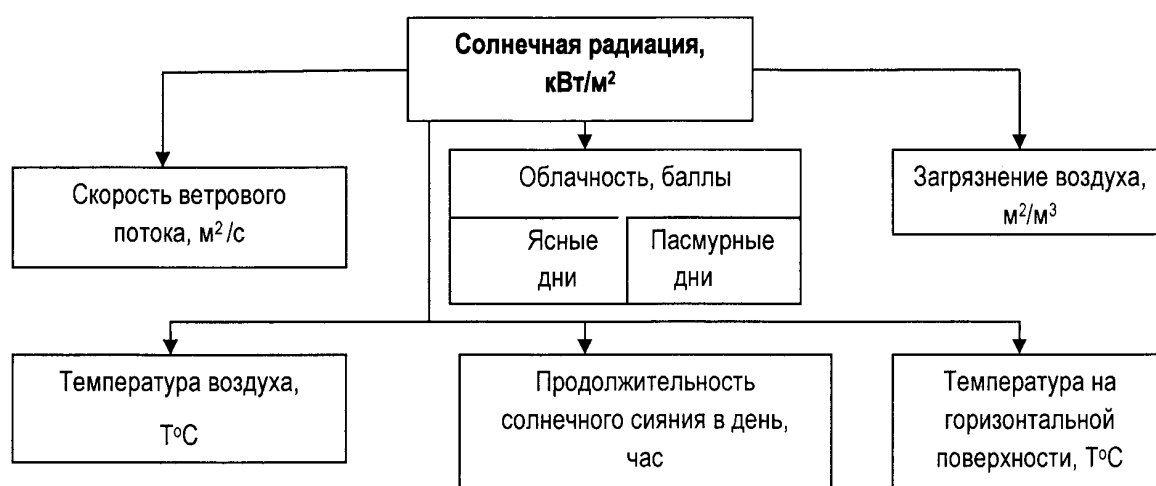 Солнечная радиация,
кВт/м²
Скорость ветрового
потока, м²/с
Облачность, баллы
Ясные
дни
Пасмурные
дни
Загрязнение воздуха,
м²/м³
Температура воздуха,
Т°С
Продолжительность
солнечного сияния в день,
час
Температура на
горизонтальной
поверхности, Т°С